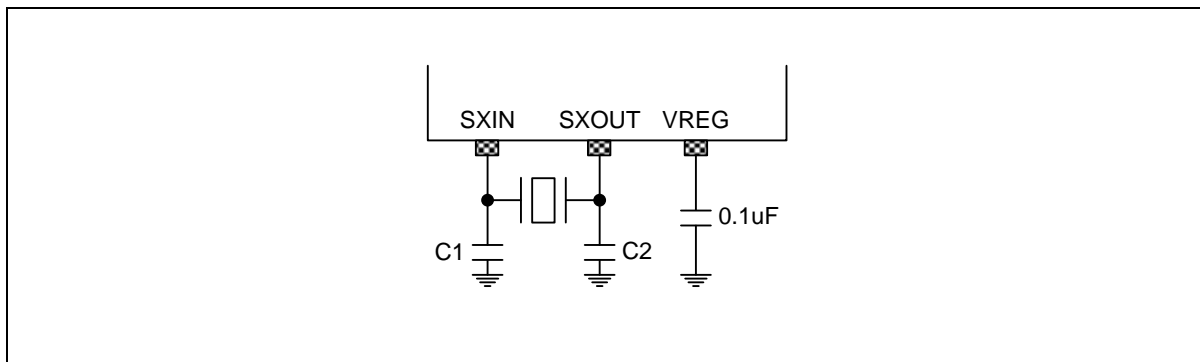 SXIN SXOUT VREG
0.1uF
C1 C2